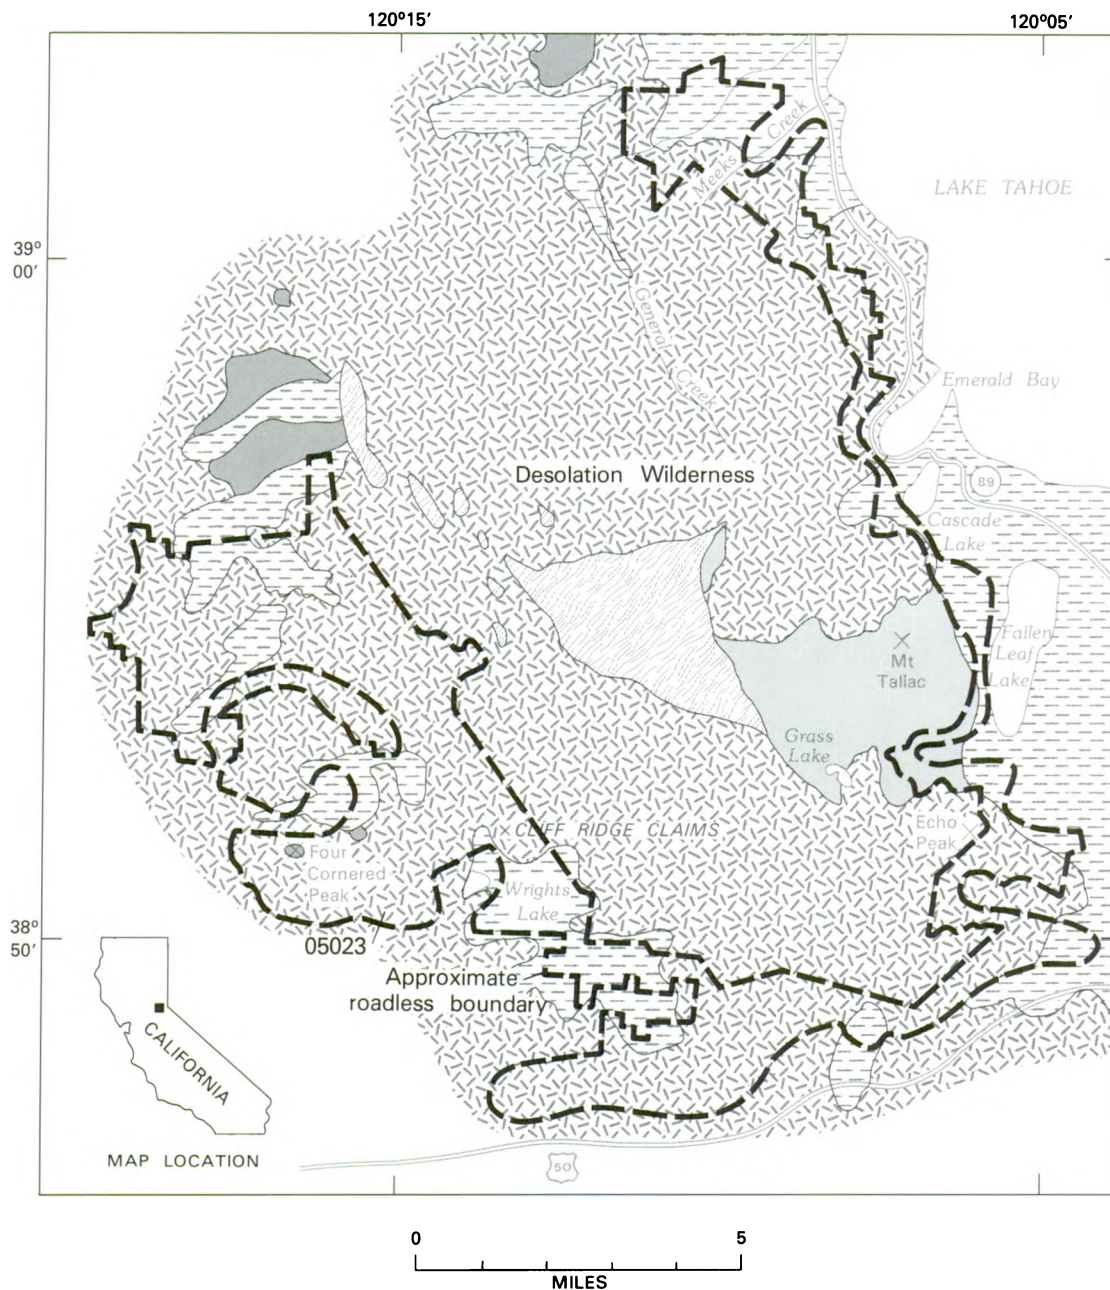 120°15′
120°05′
Creek
Meeks
LAKE TAHOE
39°
00′
General
Creek
Emerald Bay
Desolation Wilderness
89
Cascade
Lake
Fallen
Leaf
Lake
Mt
Tallac
Grass
Lake
CLIFF RIDGE CLAIMS
Echo
Peak
Four
Cornered
Peak
Wrights
Lake
38°
50′
05023
Approximate
roadless boundary
CALIFORNIA
MAP LOCATION
50
0 5
MILES